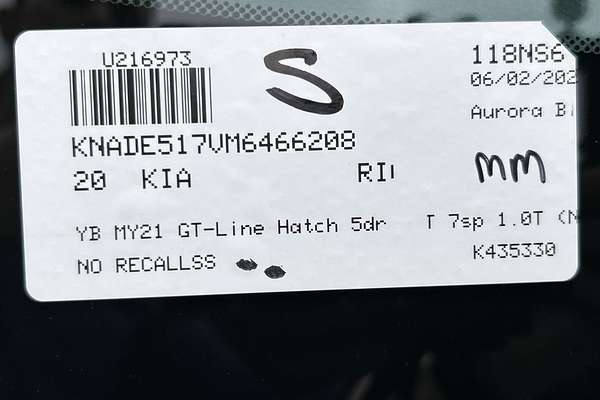 U216973 S 118NS6
06/02/202
Aurora B
KNADE517VM6466208
20 KIA RI MM
YB MY21 GT-Line Hatch 5dr T 7sp 1.0T (N
NO RECALLSS K435330